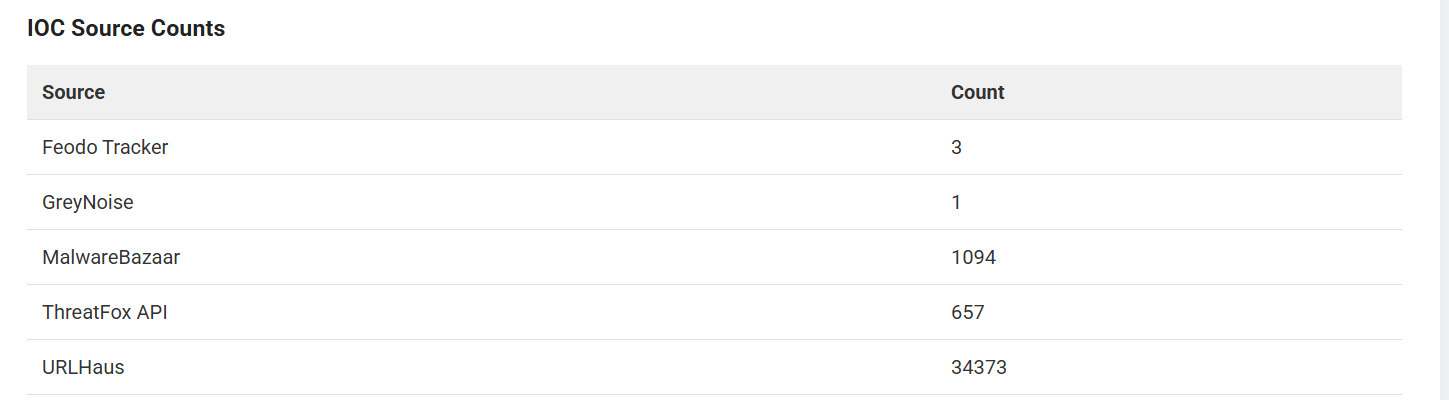 IOC Source Counts
Source Count
Feodo Tracker 3
GreyNoise 1
MalwareBazaar 1094
ThreatFox API 657
URLHaus 34373